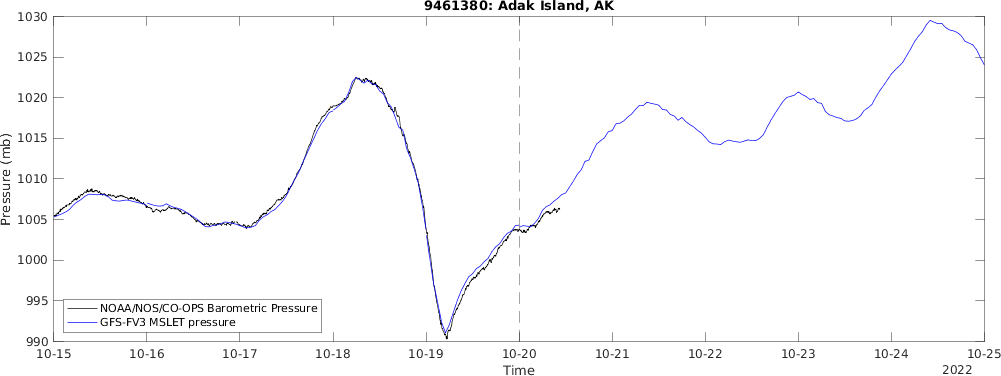 9461380: Adak Island, AK
Pressure (mb)
1030
1025
1020
1015
1010
1005
1000
995
990
NOAA/NOS/CO-OPS Barometric Pressure
GFS-FV3 MSLET pressure
10-15 10-16 10-17 10-18 10-19 10-20 10-21 10-22 10-23 10-24 10-25
Time
2022